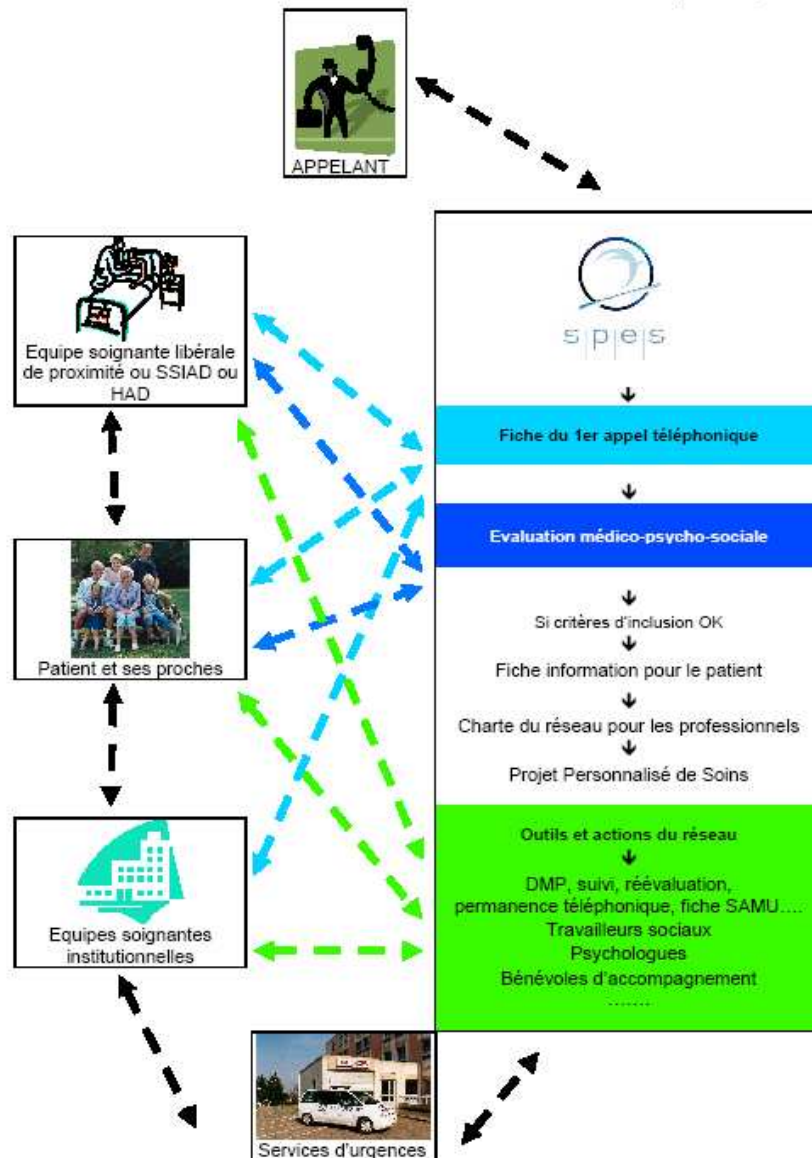 APPELANT
s|p|e|s
Equipe soignante libérale
de proximité ou SSIAD ou
HAD
Fiche du 1er appel téléphonique
Evaluation médico-psycho-sociale
Si critères d'inclusion OK
Patient et ses proches
Fiche information pour le patient
Charte du réseau pour les professionnels
Projet Personnalisé de Soins
Equipes soignantes
institutionnelles
Outils et actions du réseau
DMP, suivi, réévaluation,
permanence téléphonique, fiche SAMU….
Travailleurs sociaux
Psychologues
Bénévoles d'accompagnement
…….
Services d'urgences